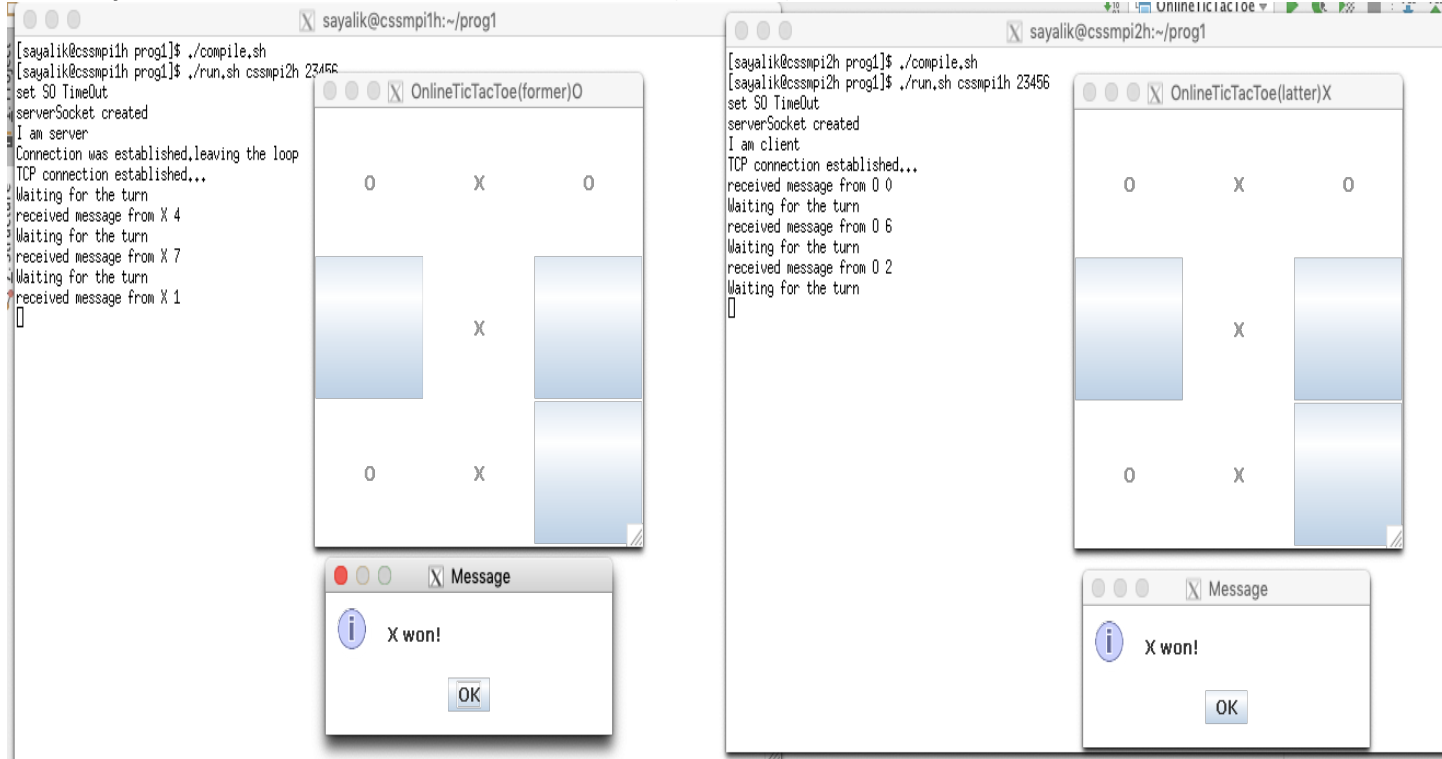 sayalik@cssmpi1h:~/prog1
[sayalik@cssmpi1h prog1]$ ./compile.sh
[sayalik@cssmpi1h prog1]$ ./run.sh cssmpi2h 23456
set SO TimeOut
serverSocket created
I am server
Connection was established,leaving the loop
TCP connection established...
Waiting for the turn
received message from X 4
Waiting for the turn
received message from X 7
Waiting for the turn
received message from X 1
OnlineTicTacToe(former)O
O X O
X
O X
Message
X won!
OK
OnlineTicTacToe
sayalik@cssmpi2h:~/prog1
[sayalik@cssmpi2h prog1]$ ./compile.sh
[sayalik@cssmpi2h prog1]$ ./run.sh cssmpi1h 23456
set SO TimeOut
serverSocket created
I am client
TCP connection established...
received message from O 0
Waiting for the turn
received message from O 6
Waiting for the turn
received message from O 2
Waiting for the turn
OnlineTicTacToe(latter)X
O X O
X
O X
Message
X won!
OK